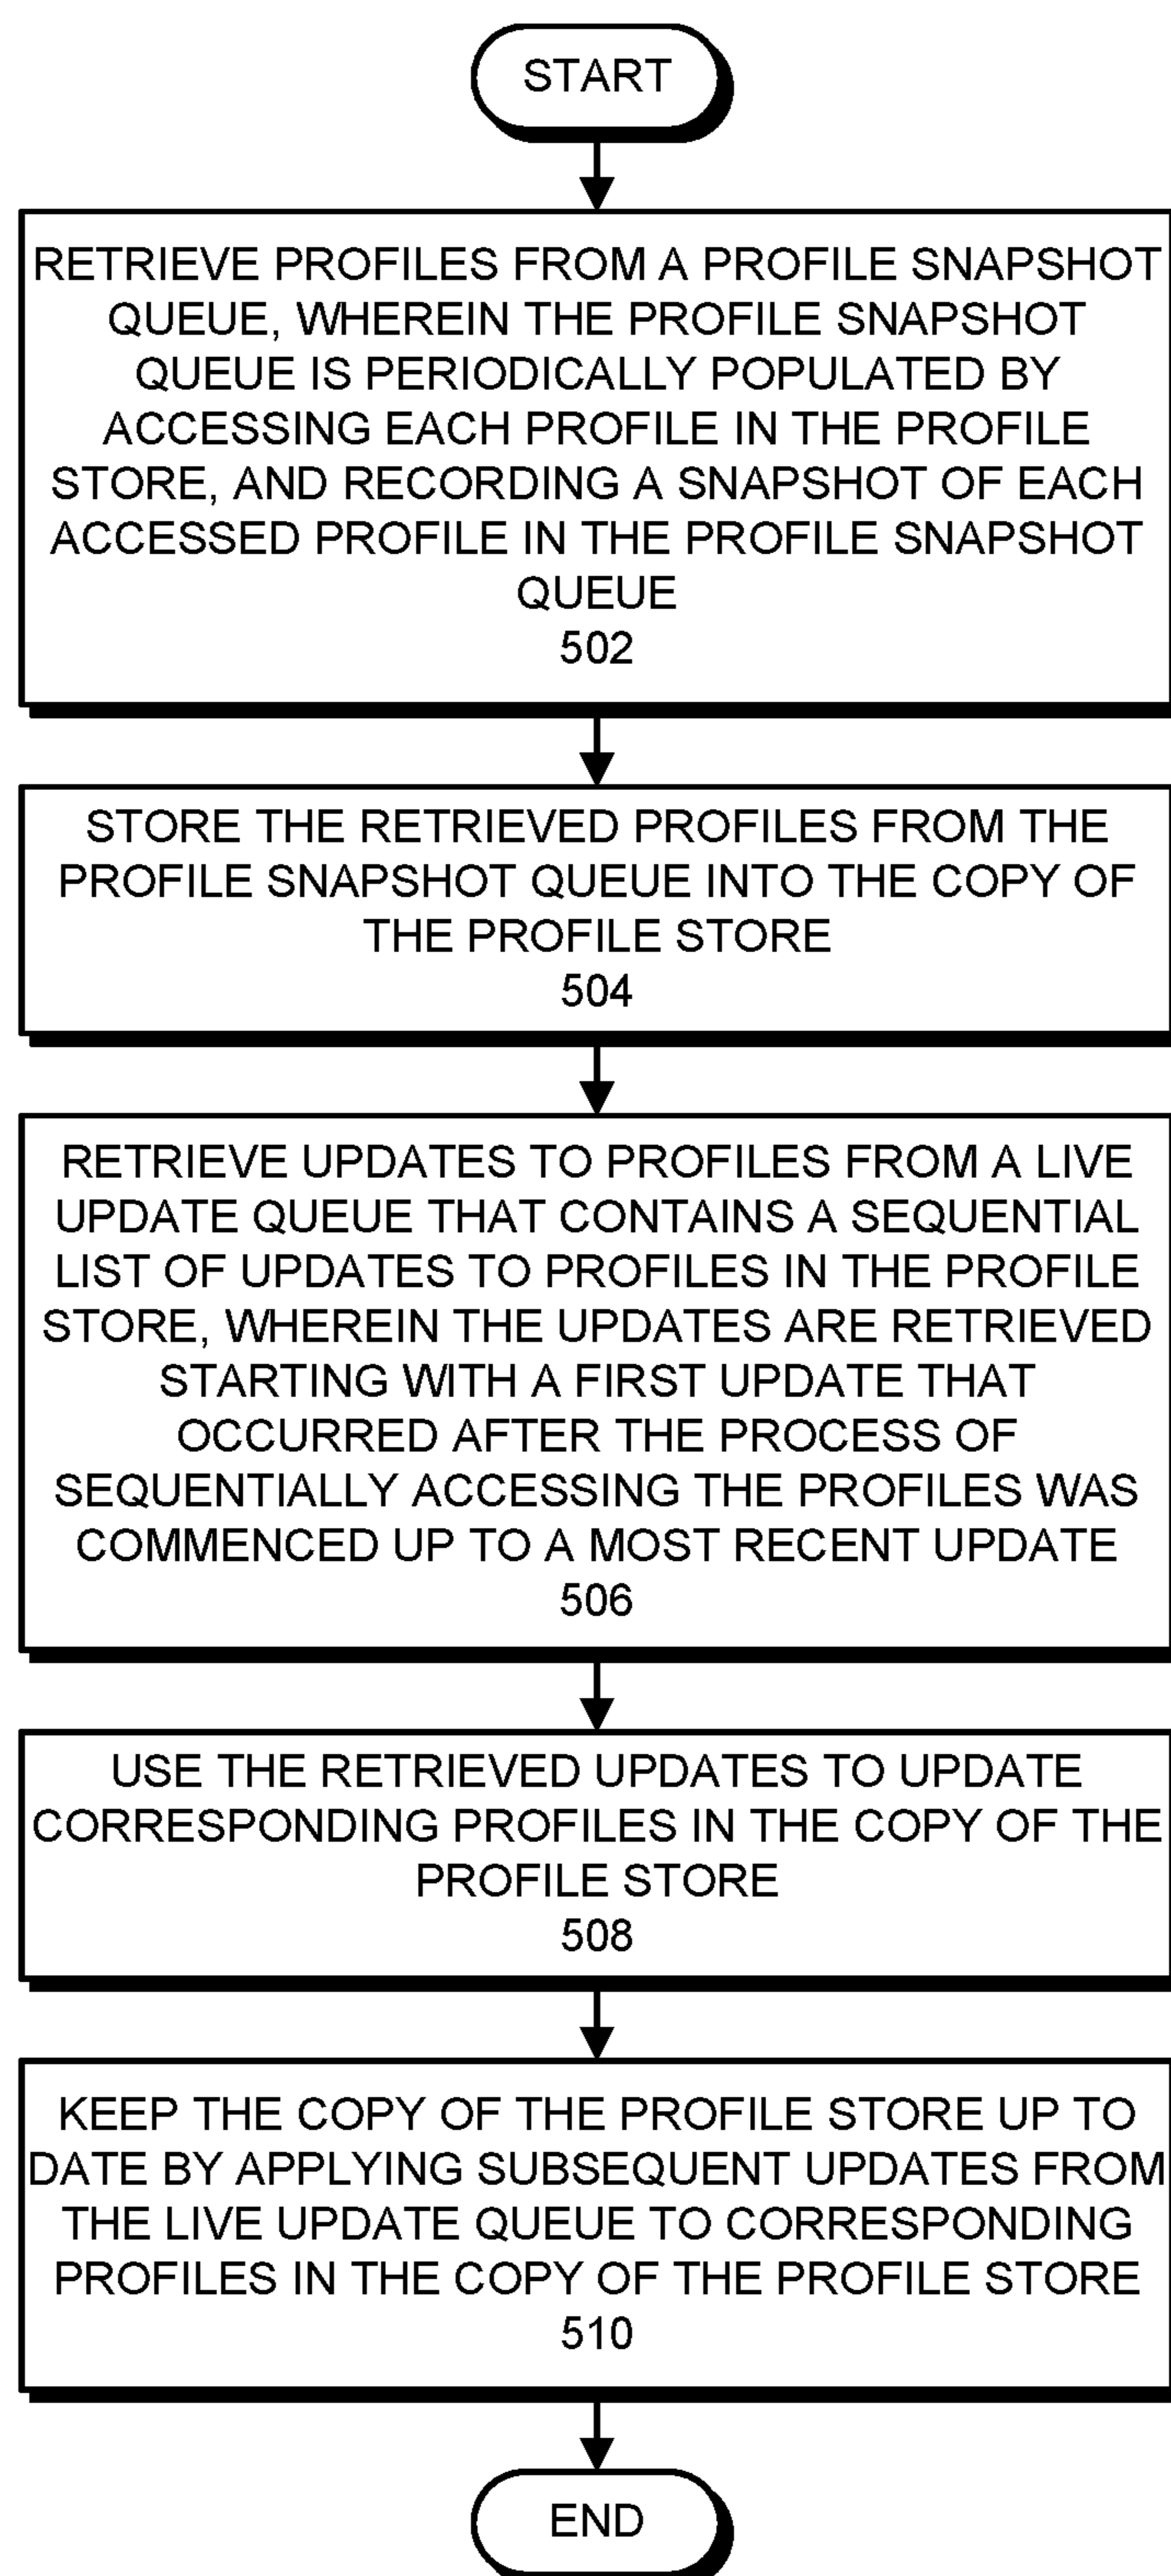 START
RETRIEVE PROFILES FROM A PROFILE SNAPSHOT
QUEUE, WHEREIN THE PROFILE SNAPSHOT
QUEUE IS PERIODICALLY POPULATED BY
ACCESSING EACH PROFILE IN THE PROFILE
STORE, AND RECORDING A SNAPSHOT OF EACH
ACCESSED PROFILE IN THE PROFILE SNAPSHOT
QUEUE
502
STORE THE RETRIEVED PROFILES FROM THE
PROFILE SNAPSHOT QUEUE INTO THE COPY OF
THE PROFILE STORE
504
RETRIEVE UPDATES TO PROFILES FROM A LIVE
UPDATE QUEUE THAT CONTAINS A SEQUENTIAL
LIST OF UPDATES TO PROFILES IN THE PROFILE
STORE, WHEREIN THE UPDATES ARE RETRIEVED
STARTING WITH A FIRST UPDATE THAT
OCCURRED AFTER THE PROCESS OF
SEQUENTIALLY ACCESSING THE PROFILES WAS
COMMENCED UP TO A MOST RECENT UPDATE
506
USE THE RETRIEVED UPDATES TO UPDATE
CORRESPONDING PROFILES IN THE COPY OF THE
PROFILE STORE
508
KEEP THE COPY OF THE PROFILE STORE UP TO
DATE BY APPLYING SUBSEQUENT UPDATES FROM
THE LIVE UPDATE QUEUE TO CORRESPONDING
PROFILES IN THE COPY OF THE PROFILE STORE
510
END